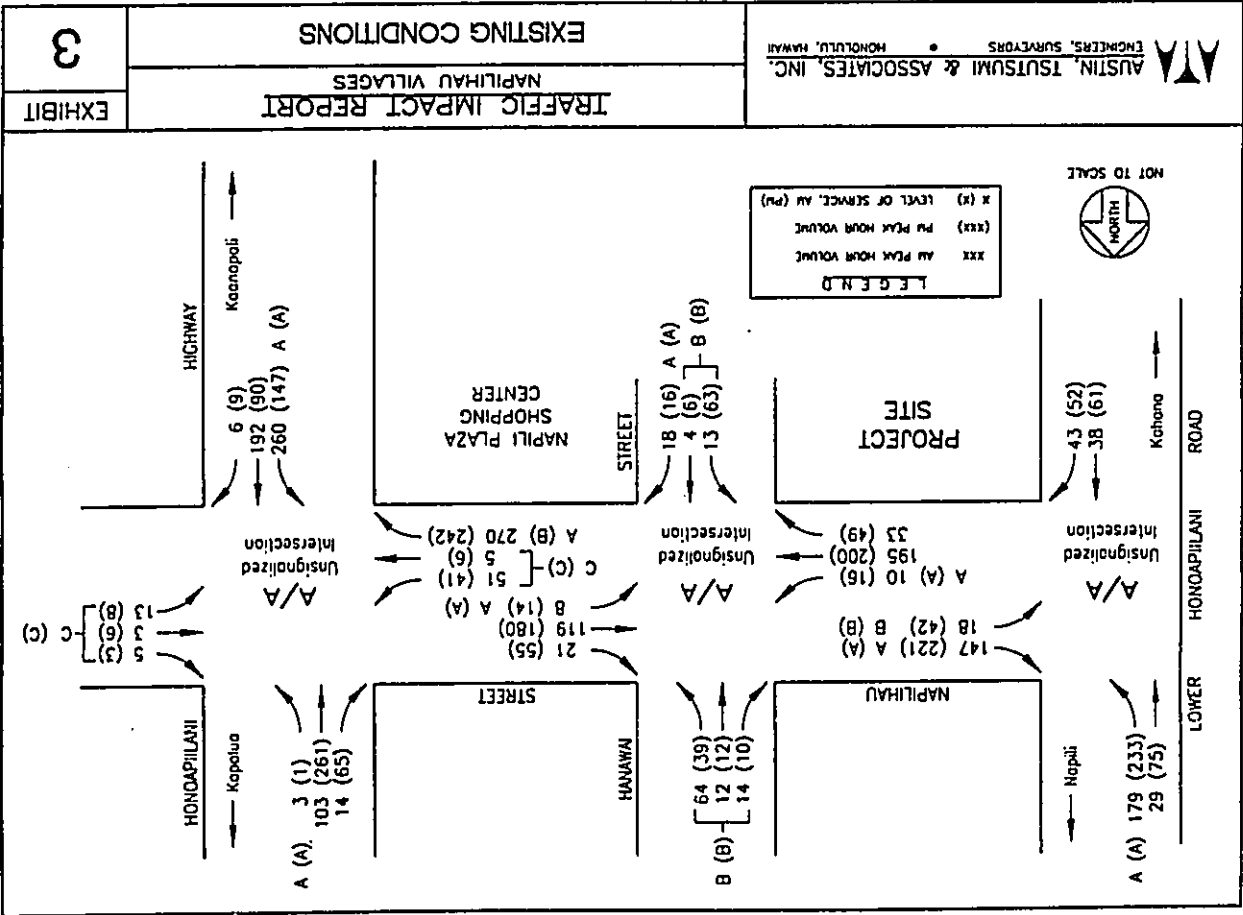 HONOAPIILANI
Kapalua
A (A)
3 (1)
103 (261)
14 (65)
HANAWAI
B (B)
64 (39)
12 (12)
14 (10)
Napili
A (A) 179 (233)
29 (75)
LOWER
STREET
NAPILIHAU
5 (3)
3 (6)
13 (8)
C (C)
21 (55)
119 (180)
8 (14) A (A)
147 (221) A (A)
18 (42) B (B)
A/A
Unsignalized
Intersection
C (C)
51 (41)
5 (6)
A (B) 270 (242)
A/A
Unsignalized
Intersection
A (A) 10 (16)
195 (200)
33 (49)
A/A
Unsignalized
Intersection
HONOAPIILANI
6 (9)
192 (90)
260 (147) A (A)
HIGHWAY
Kaanapali
NAPILI PLAZA
SHOPPING
CENTER
STREET
18 (16) A (A)
4 (6)
13 (63)
B (B)
PROJECT
SITE
43 (52)
38 (61)
Kahana
ROAD
LEGEND
XXX AM PEAK HOUR VOLUME
(XXX) PM PEAK HOUR VOLUME
X (X) LEVEL OF SERVICE, AM (PM)
NORTH
NOT TO SCALE
AUSTIN, TSUTSUMI & ASSOCIATES, INC.
ENGINEERS, SURVEYORS • HONOLULU, HAWAII
TRAFFIC IMPACT REPORT
NAPILIHAU VILLAGES
EXISTING CONDITIONS
EXHIBIT
3